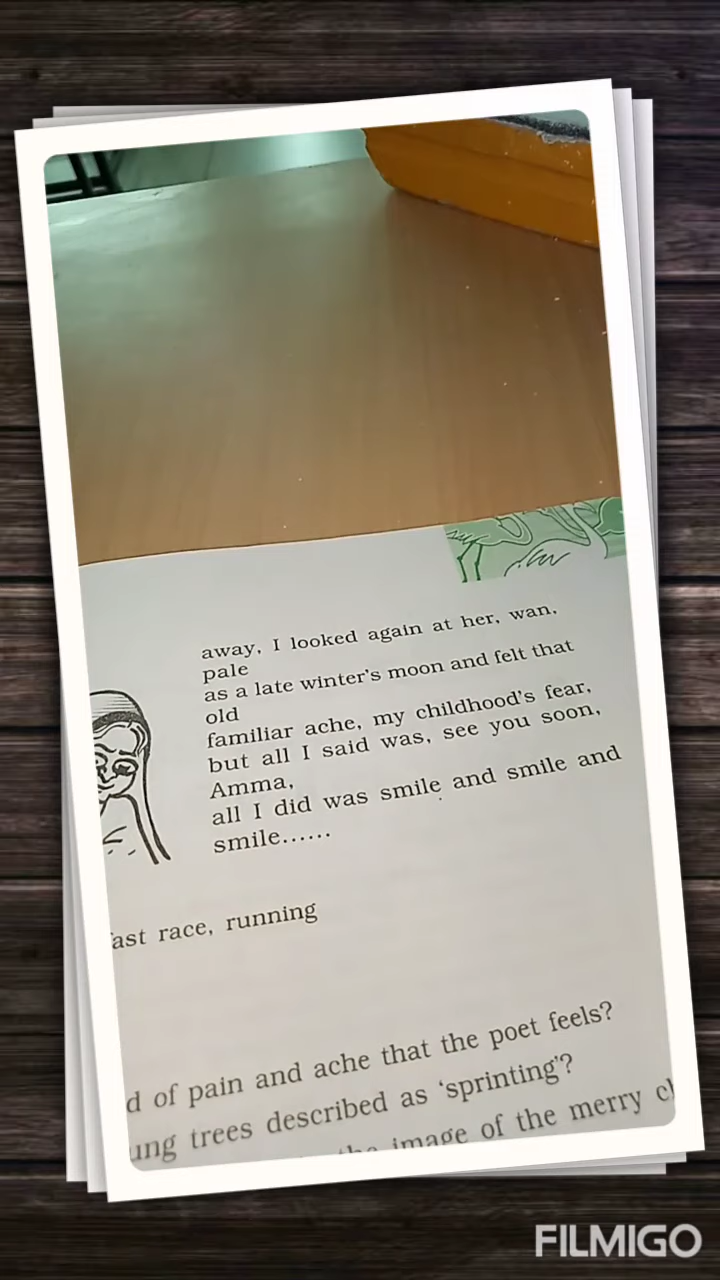 away, I looked again at her, wan,
pale
as a late winter's moon and felt that
old
familiar ache, my childhood's fear,
but all I said was, see you soon,
Amma,
all I did was smile and smile and
smile......
ast race, running
d of pain and ache that the poet feels?
ung trees described as 'sprinting'?
the image of the merry c
FILMIGO